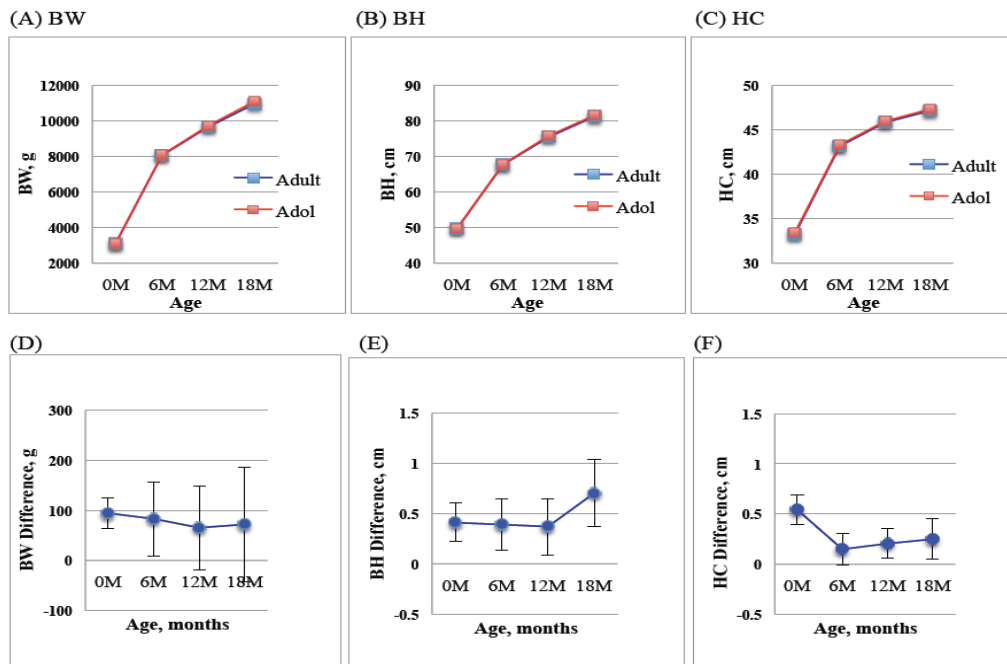 (A) BW
12000
10000
8000
6000
4000
2000
BW, g
0M 6M 12M 18M
Age
Adult
Adol
(B) BH
90
80
70
60
50
40
BH, cm
0M 6M 12M 18M
Age
Adult
Adol
(C) HC
50
45
40
35
30
HC, cm
0M 6M 12M 18M
Age
Adult
Adol
(D)
300
200
100
0
-100
BW Difference, g
0M 6M 12M 18M
Age, months
(E)
1.5
1
0.5
0
-0.5
BH Difference, cm
0M 6M 12M 18M
Age, months
(F)
1.5
1
0.5
0
-0.5
HC Difference, cm
0M 6M 12M 18M
Age, months